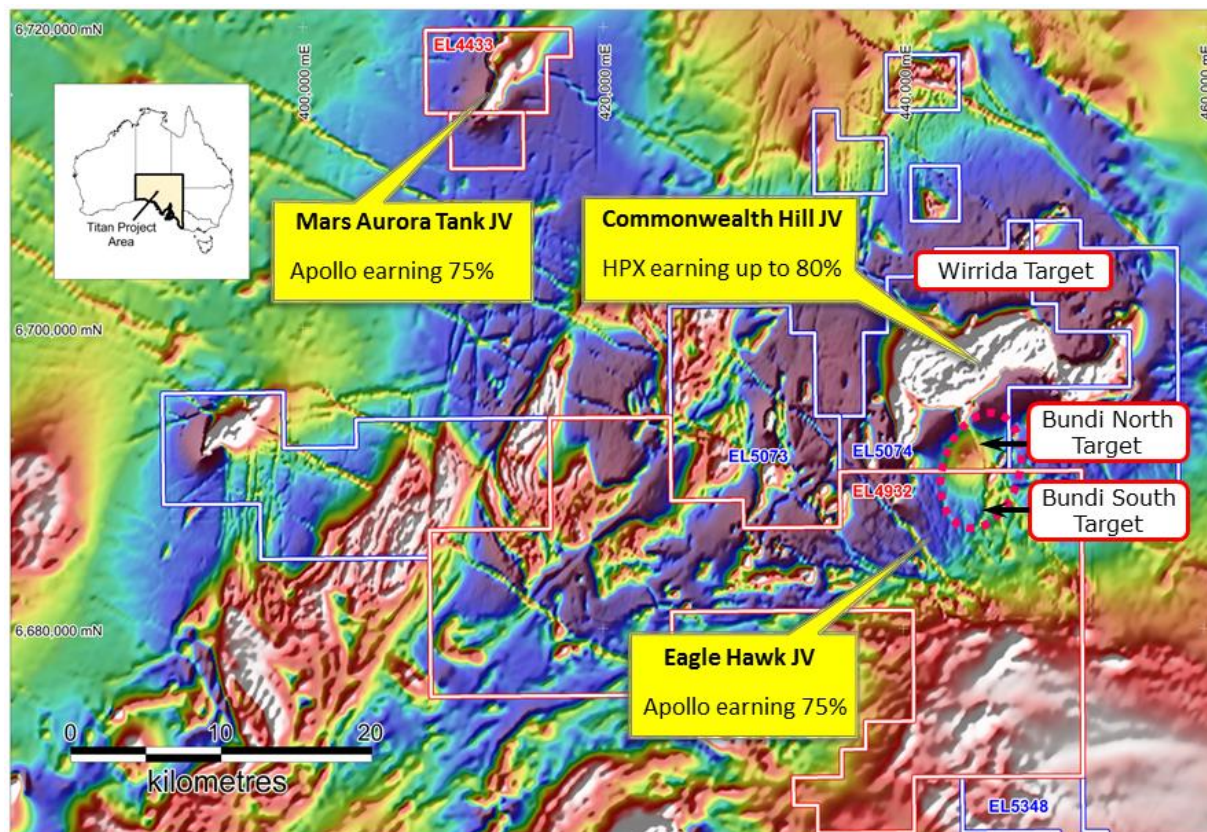 6,720,000 mN
400,000 mE
EL4433
420,000 mE
440,000 mE
460,000 mE
Titan Project
Area
Mars Aurora Tank JV
Apollo earning 75%
Commonwealth Hill JV
HPX earning up to 80%
Wirrida Target
6,700,000 mN
Bundi North
Target
EL5073
EL5074
EL4932
Bundi South
Target
6,680,000 mN
Eagle Hawk JV
Apollo earning 75%
0
10
20
kilometres
EL5348